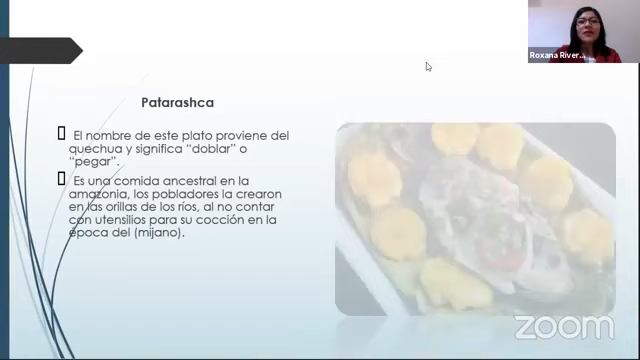 Roxana River...
Patarashca
El nombre de este plato proviene del
quechua y significa “doblar” o
“pegar”.
Es una comida ancestral en la
amazonia, los pobladores la crearon
en las orillas de los ríos, al no contar
con utensilios para su cocción en la
época del (mijano).
zoom